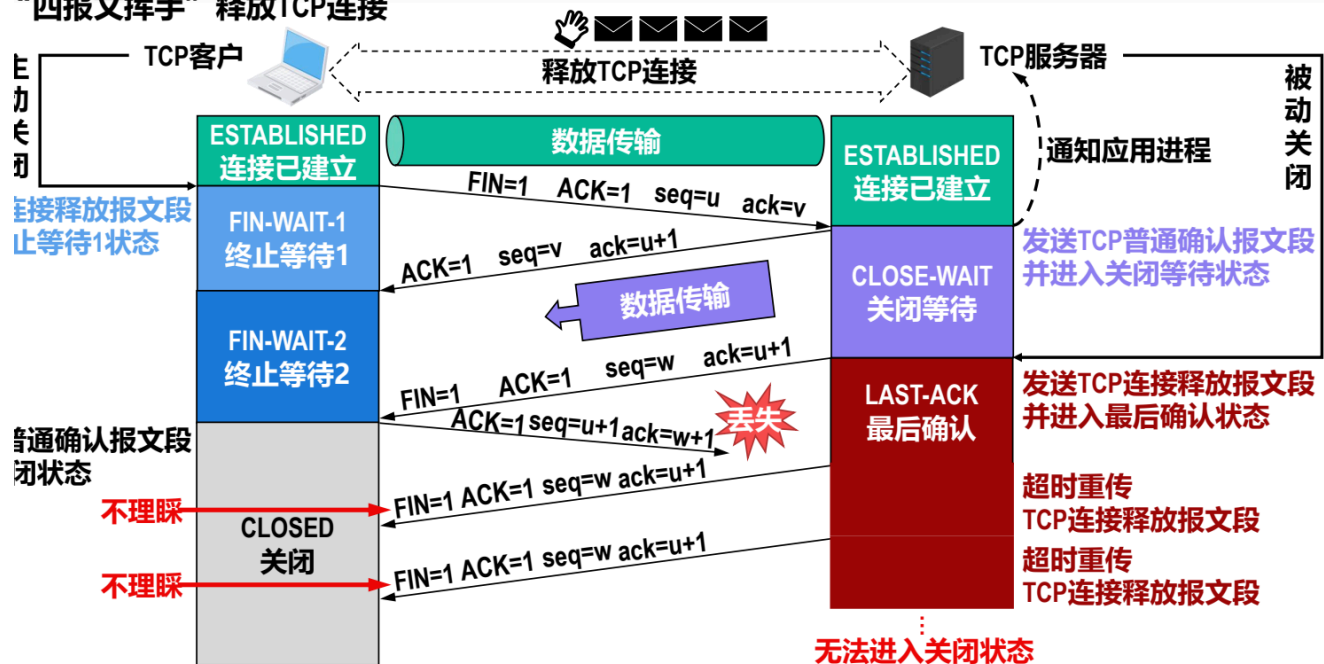 “四报文挥手”释放TCP连接
TCP客户
释放TCP连接
TCP服务器
主动关闭
被动关闭
ESTABLISHED
连接已建立
数据传输
ESTABLISHED
连接已建立
通知应用进程
FIN=1 ACK=1 seq=u ack=v
连接释放报文段
止等待1状态
FIN-WAIT-1
终止等待1
ACK=1 seq=v ack=u+1
CLOSE-WAIT
关闭等待
发送TCP普通确认报文段
并进入关闭等待状态
数据传输
FIN-WAIT-2
终止等待2
FIN=1 ACK=1 seq=w ack=u+1
LAST-ACK
最后确认
发送TCP连接释放报文段
并进入最后确认状态
ACK=1 seq=u+1 ack=w+1
丢失
普通确认报文段
闭状态
FIN=1 ACK=1 seq=w ack=u+1
不理睬
超时重传
TCP连接释放报文段
CLOSED
关闭
FIN=1 ACK=1 seq=w ack=u+1
不理睬
超时重传
TCP连接释放报文段
无法进入关闭状态